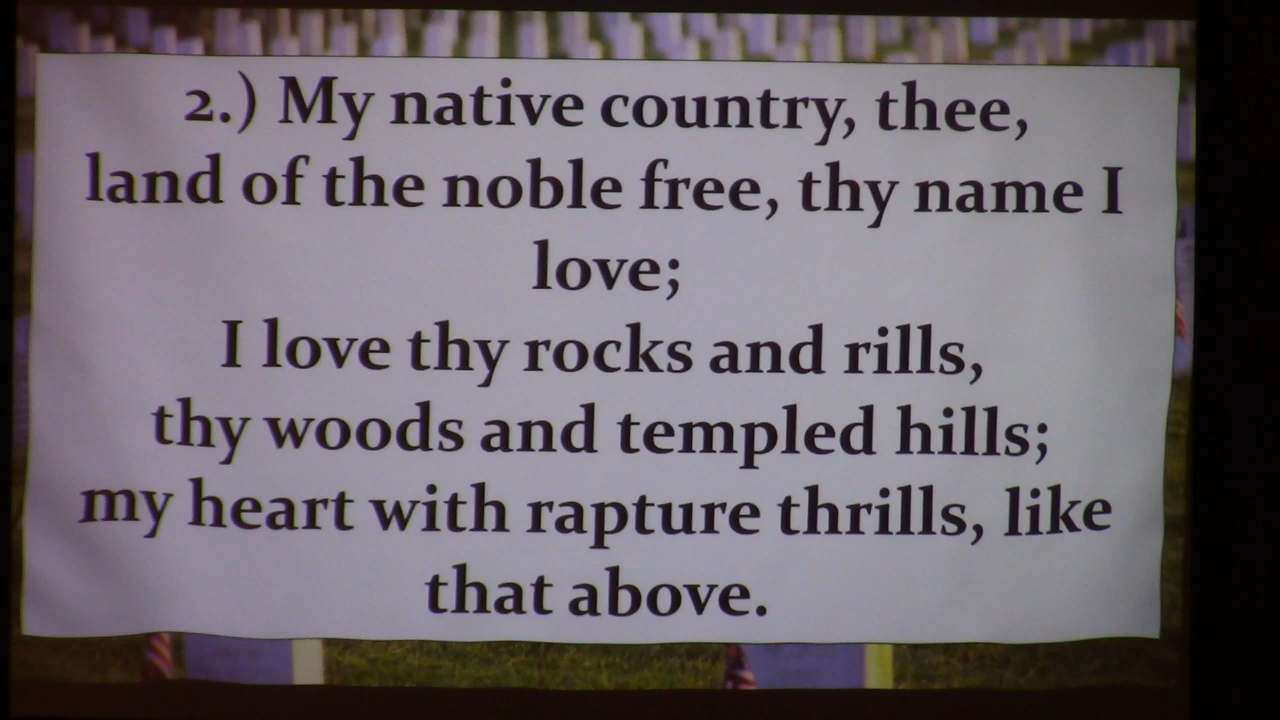 2.) My native country, thee,
land of the noble free, thy name I
love;
I love thy rocks and rills,
thy woods and templed hills;
my heart with rapture thrills, like
that above.